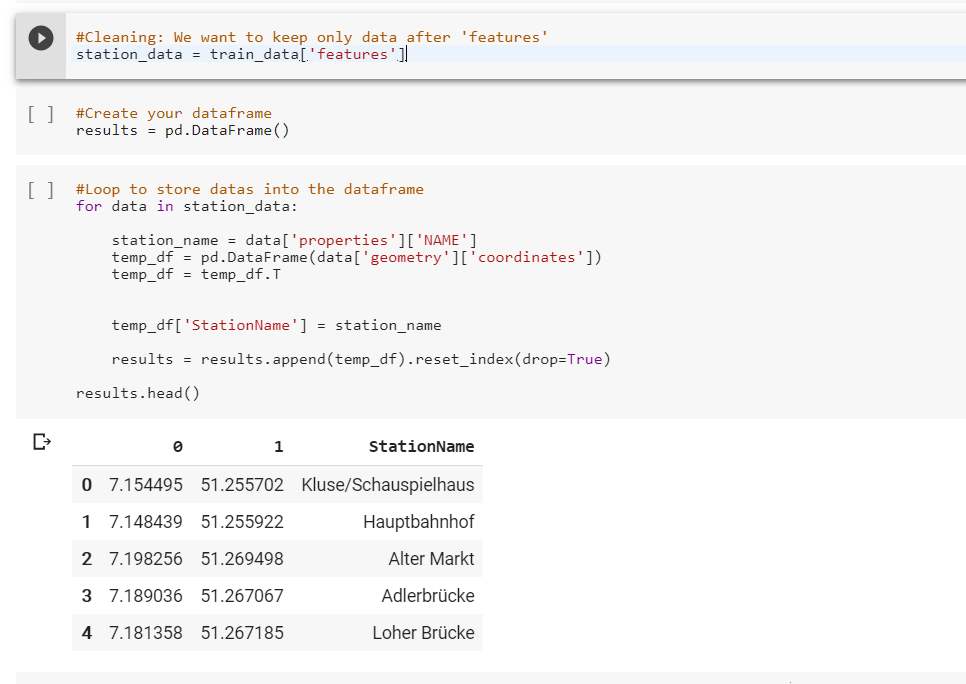 #Cleaning: We want to keep only data after 'features'
station_data = train_data['features']
[ ] #Create your dataframe
results = pd.DataFrame()
[ ] #Loop to store datas into the dataframe
for data in station_data:
station_name = data['properties']['NAME']
temp_df = pd.DataFrame(data['geometry']['coordinates'])
temp_df = temp_df.T
temp_df['StationName'] = station_name
results = results.append(temp_df).reset_index(drop=True)
results.head()
0 1 StationName
0 7.154495 51.255702 Kluse/Schauspielhaus
1 7.148439 51.255922 Hauptbahnhof
2 7.198256 51.269498 Alter Markt
3 7.189036 51.267067 Adlerbrücke
4 7.181358 51.267185 Loher Brücke